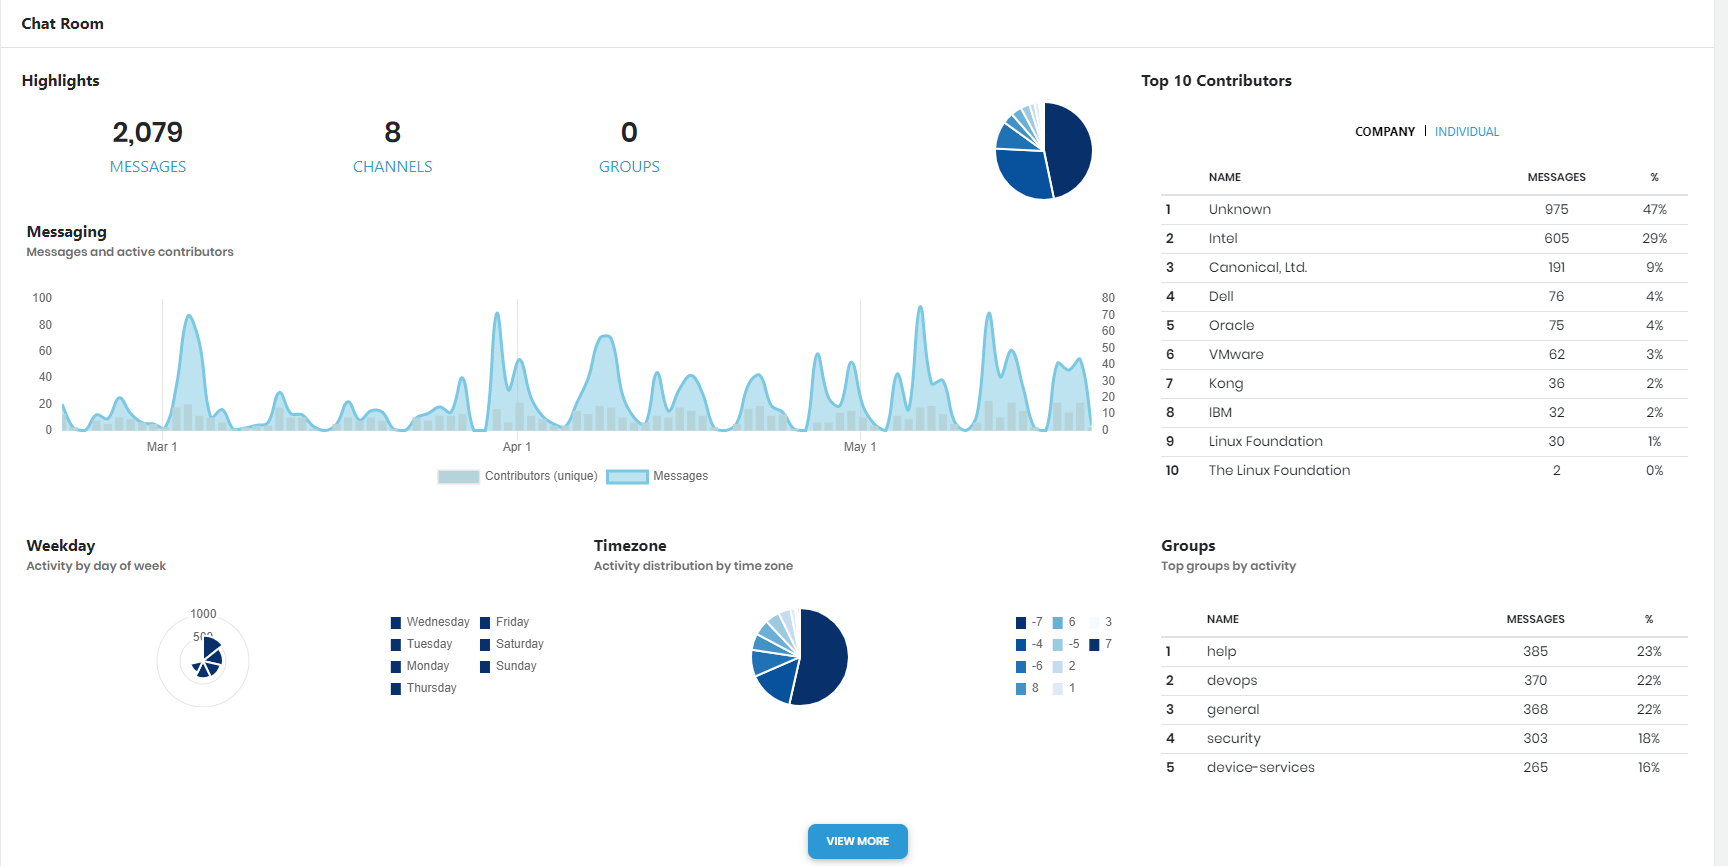 Chat Room
Highlights
2,079
MESSAGES
8
CHANNELS
0
GROUPS
Messaging
Messages and active contributors
100
80
60
40
20
0
80
70
60
50
40
30
20
10
0
Mar 1
Apr 1
May 1
Contributors (unique)
Messages
Top 10 Contributors
COMPANY | INDIVIDUAL
NAME MESSAGES %
1 Unknown 975 47%
2 Intel 605 29%
3 Canonical, Ltd. 191 9%
4 Dell 76 4%
5 Oracle 75 4%
6 VMware 62 3%
7 Kong 36 2%
8 IBM 32 2%
9 Linux Foundation 30 1%
10 The Linux Foundation 2 0%
Weekday
Activity by day of week
1000
500
Wednesday Friday
Tuesday Saturday
Monday Sunday
Thursday
Timezone
Activity distribution by time zone
-7 6 3
-4 -5 7
-6 2
8 1
Groups
Top groups by activity
NAME MESSAGES %
1 help 385 23%
2 devops 370 22%
3 general 368 22%
4 security 303 18%
5 device-services 265 16%
VIEW MORE